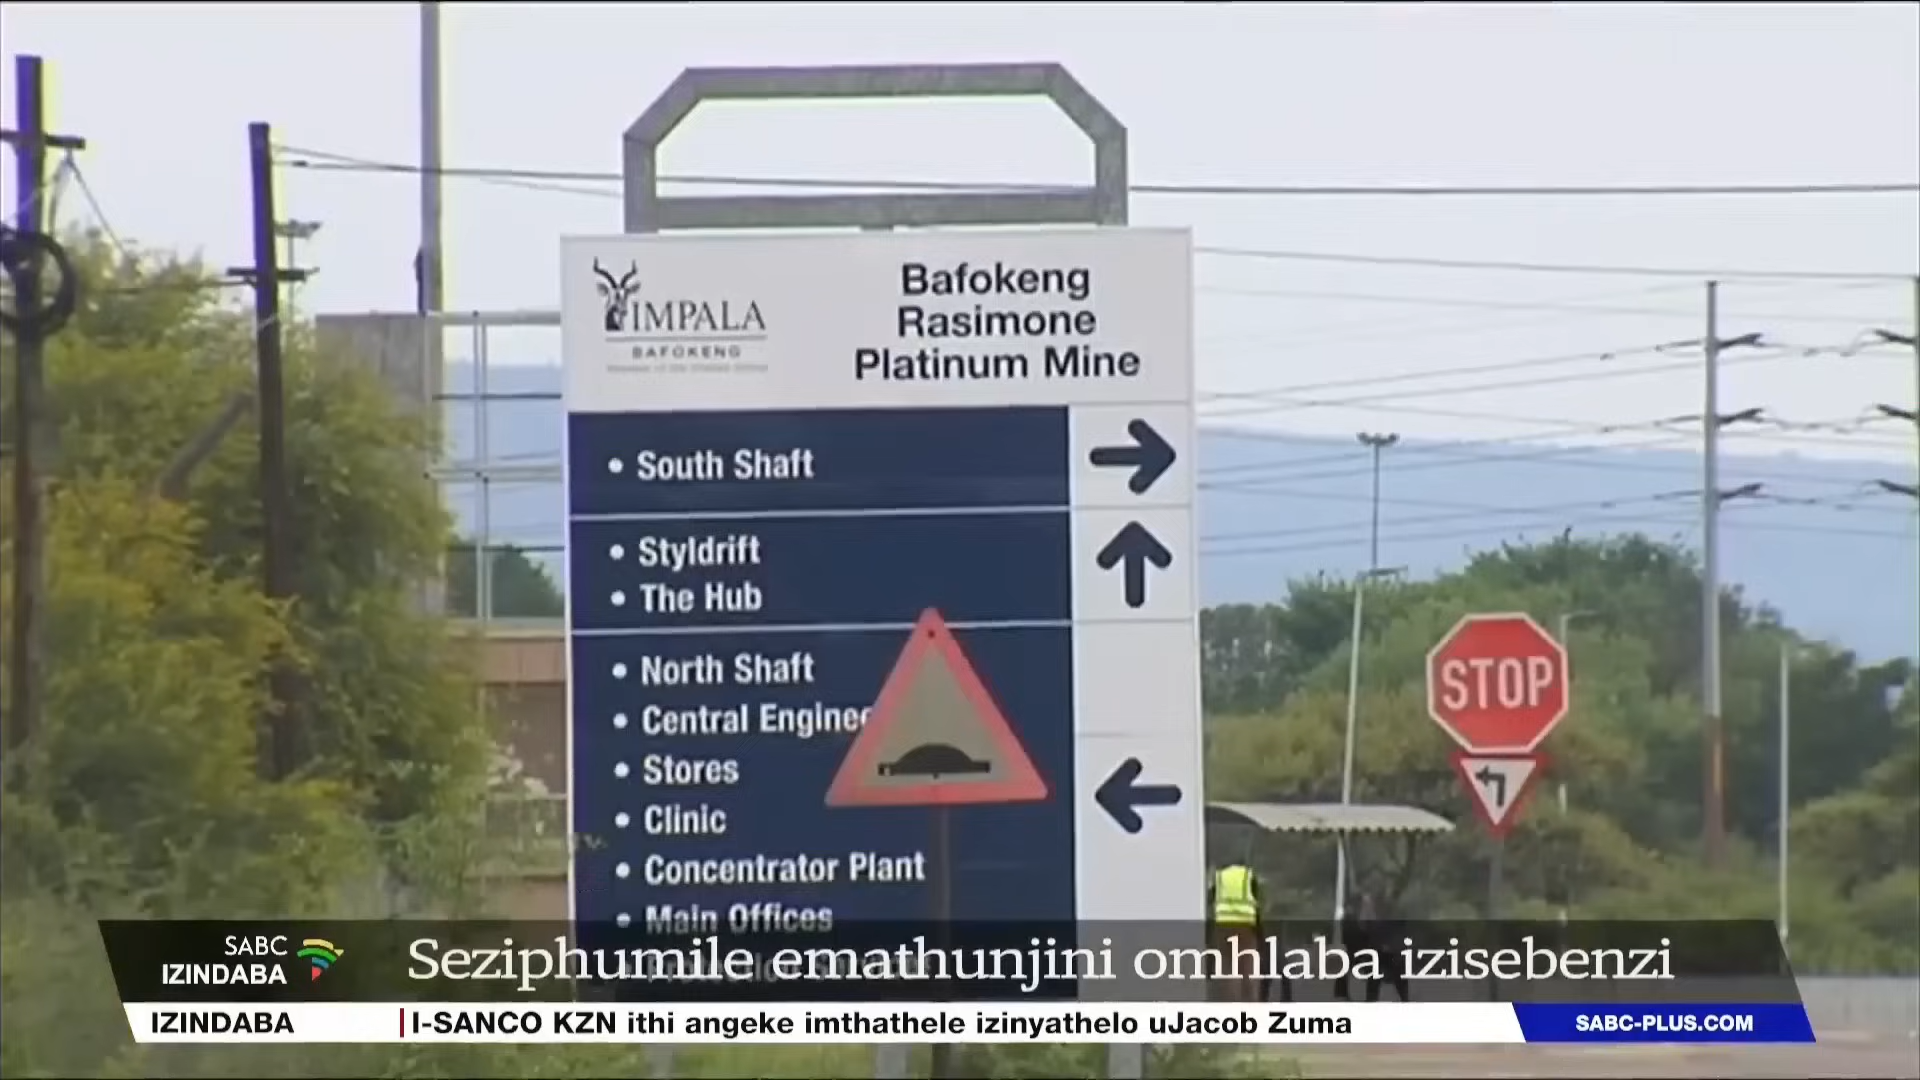 IMPALA
BAFOKENG
Bafokeng
Rasimone
Platinum Mine
• South Shaft
• Styldrift
• The Hub
• North Shaft
• Central Enginee
• Stores
• Clinic
• Concentrator Plant
• Main Offices
STOP
SABC
IZINDABA
Seziphumile emathunjini omhlaba izisebenzi
IZINDABA
I-SANCO KZN ithi angeke imthathele izinyathelo uJacob Zuma
SABC-PLUS.COM